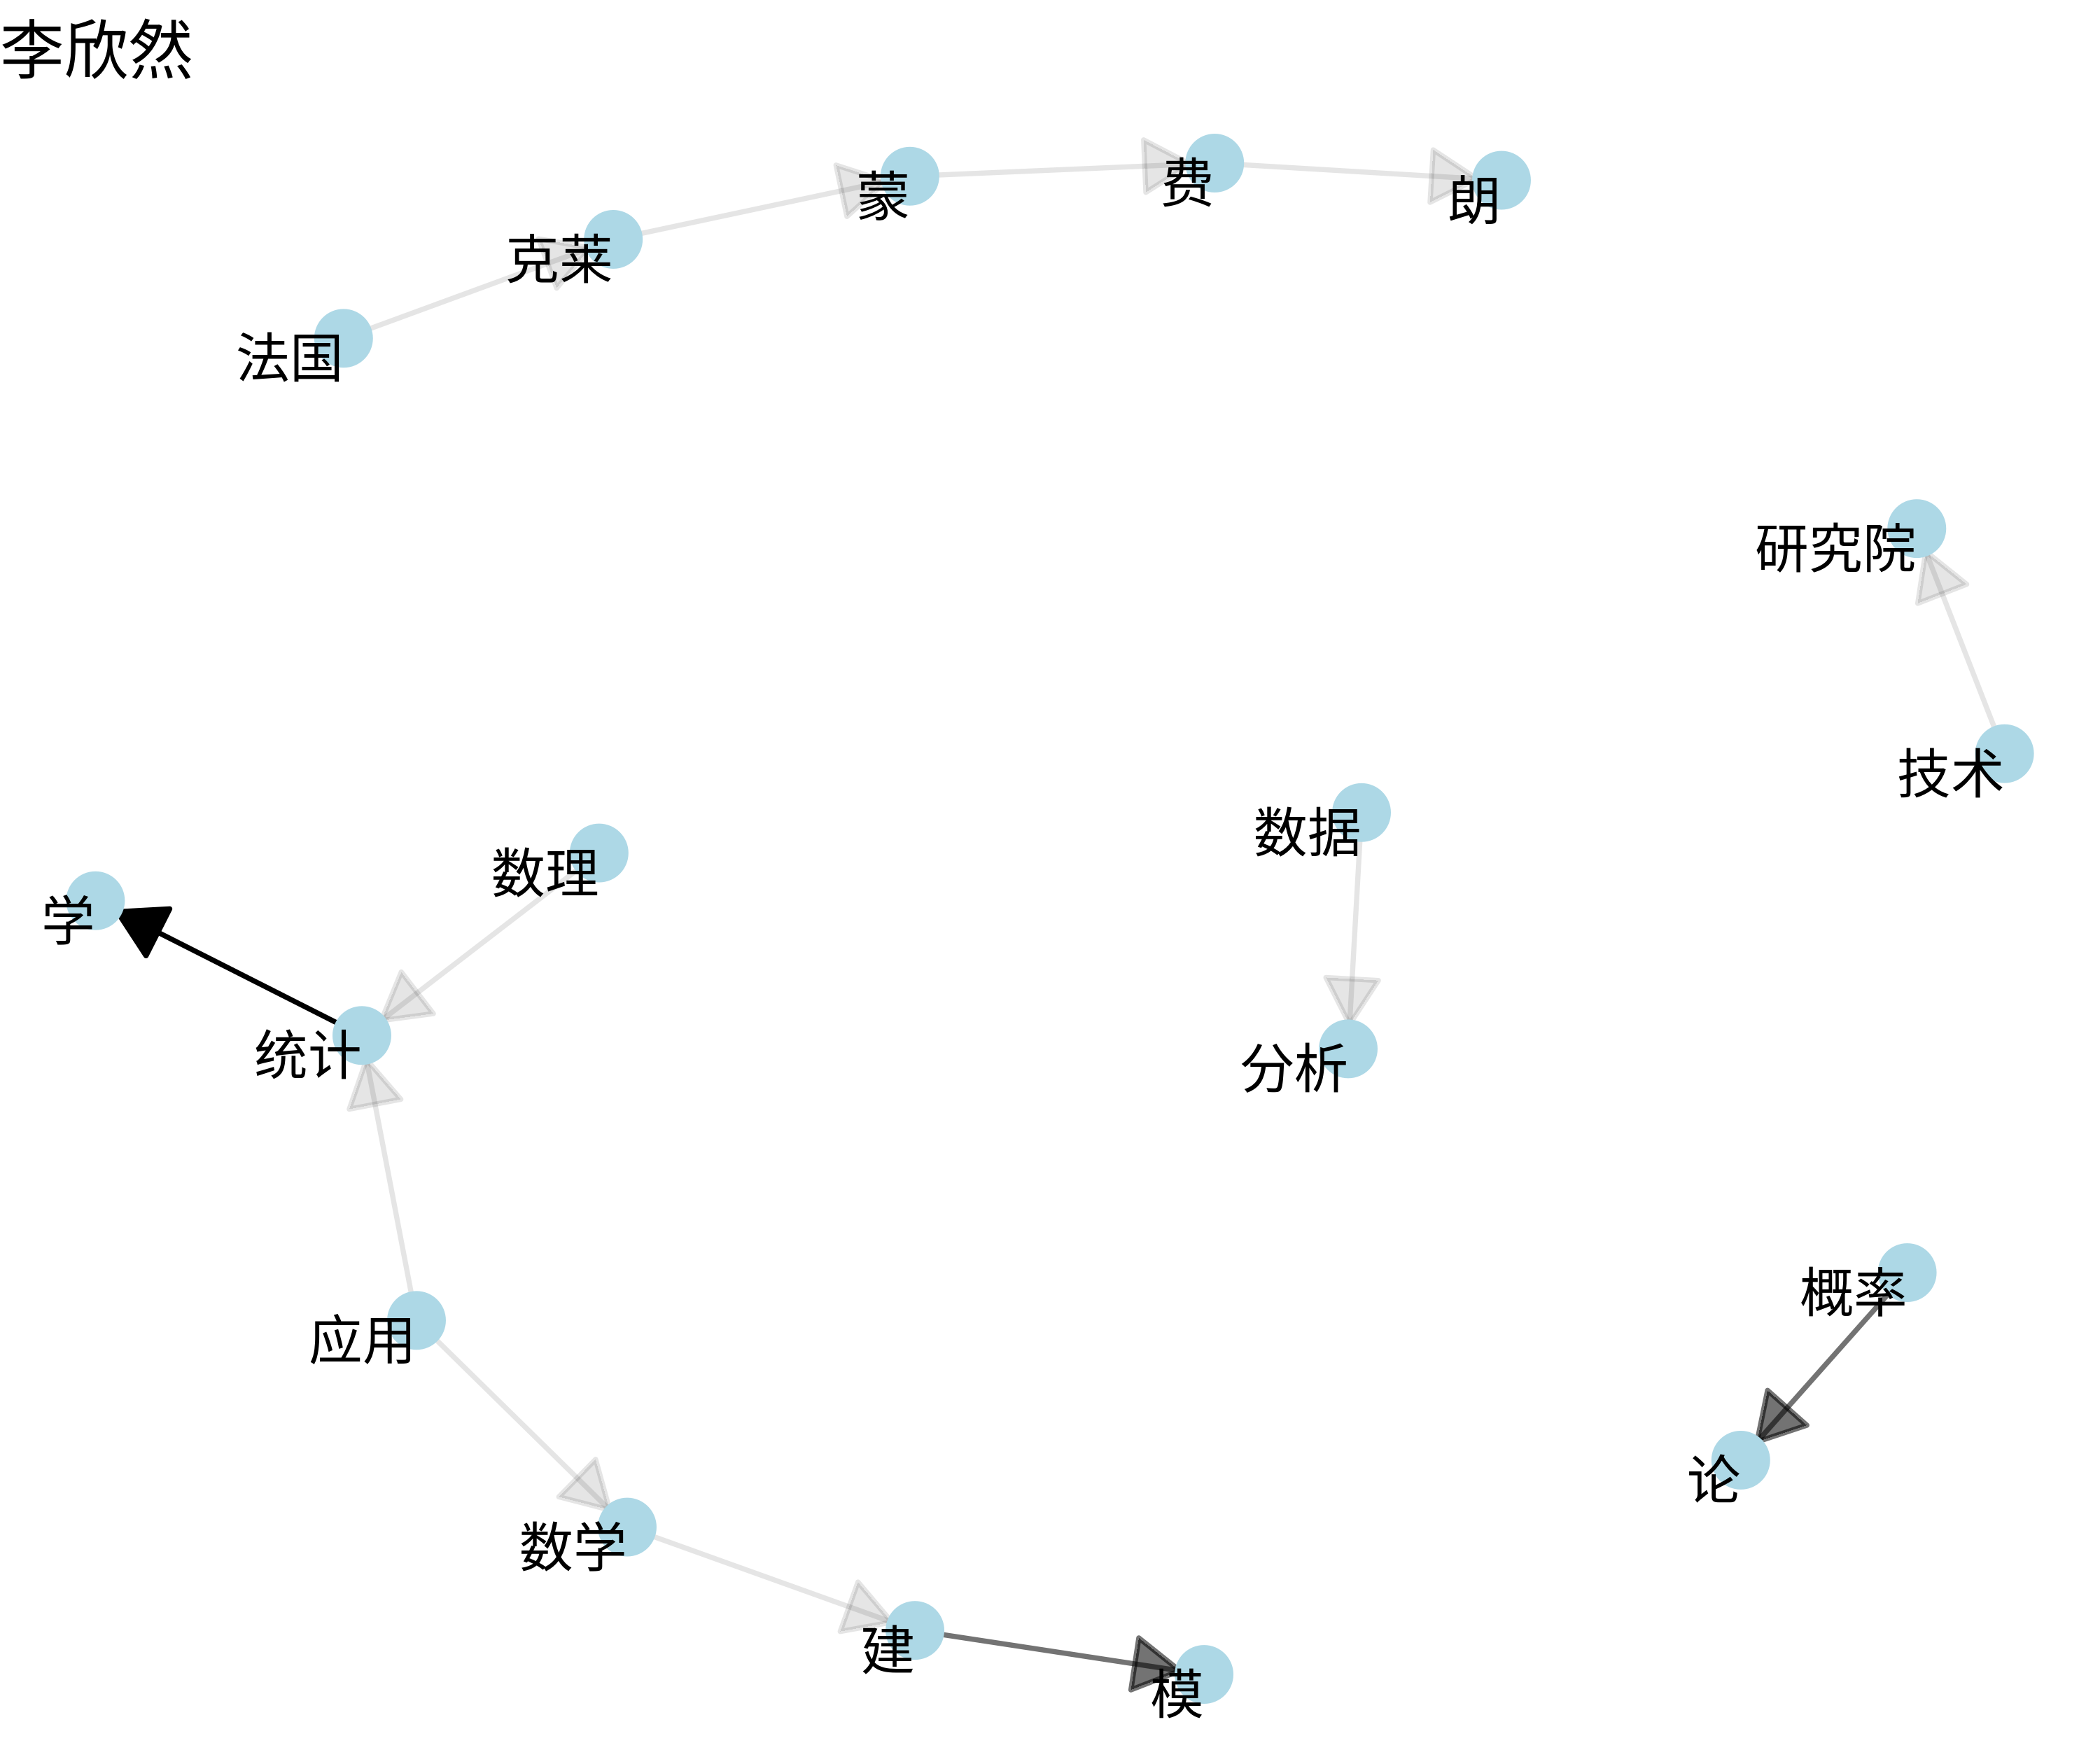 李欣然
费
蒙
朗
克莱
法国
研究院
技术
数据
数理
学
统计
分析
概率
应用
论
数学
建
模